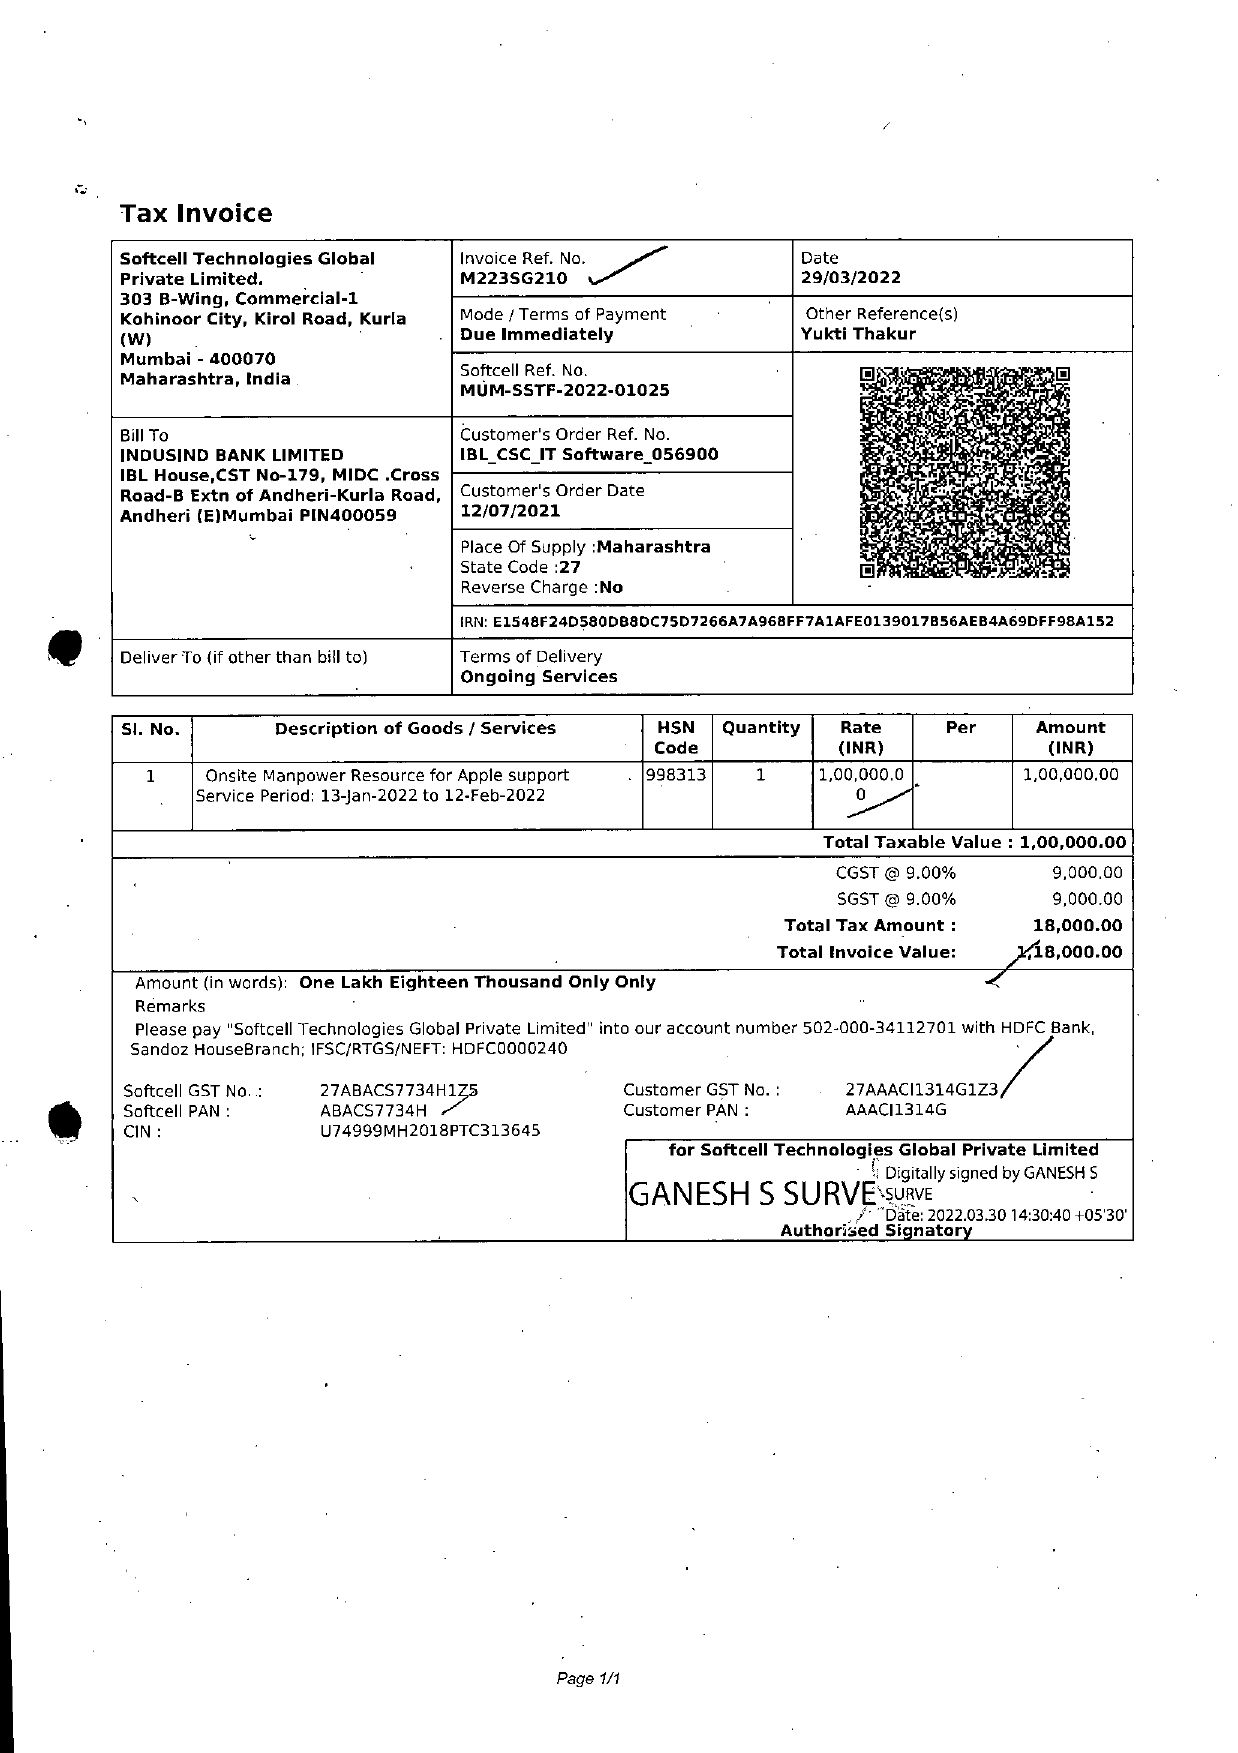 Tax Invoice
Softcell Technologies Global
Private Limited.
303 B-Wing, Commercial-1
Kohinoor City, Kirol Road, Kurla
(W)
Mumbai - 400070
Maharashtra, India
Invoice Ref. No.
M223SG210
Date
29/03/2022
Mode / Terms of Payment
Due Immediately
Other Reference(s)
Yukti Thakur
Softcell Ref. No.
MUM-SSTF-2022-01025
Bill To
INDUSIND BANK LIMITED
IBL House,CST No-179, MIDC .Cross
Road-B Extn of Andheri-Kurla Road,
Andheri (E)Mumbai PIN400059
Customer's Order Ref. No.
IBL_CSC_IT Software_056900
Customer's Order Date
12/07/2021
Place Of Supply :Maharashtra
State Code :27
Reverse Charge :No
IRN: E1548F24D580DB8DC75D7266A7A968FF7A1AFE0139017B56AEB4A69DFF98A152
Deliver To (if other than bill to)
Terms of Delivery
Ongoing Services
Sl. No. Description of Goods / Services HSN Code Quantity Rate (INR) Per Amount (INR)
1 Onsite Manpower Resource for Apple support 998313 1 1,00,000.0 1,00,000.00
Service Period: 13-Jan-2022 to 12-Feb-2022 0
Total Taxable Value : 1,00,000.00
CGST @ 9.00% 9,000.00
SGST @ 9.00% 9,000.00
Total Tax Amount : 18,000.00
Total Invoice Value: 1,18,000.00
Amount (in words): One Lakh Eighteen Thousand Only Only
Remarks
Please pay "Softcell Technologies Global Private Limited" into our account number 502-000-34112701 with HDFC Bank,
Sandoz HouseBranch; IFSC/RTGS/NEFT: HDFC0000240
Softcell GST No. : 27ABACS7734H1Z5 Customer GST No. : 27AAACI1314G1Z3
Softcell PAN : ABACS7734H Customer PAN : AAACI1314G
CIN : U74999MH2018PTC313645
for Softcell Technologies Global Private Limited
GANESH S SURVE
Digitally signed by GANESH S
SURVE
Date: 2022.03.30 14:30:40 +05'30'
Authorised Signatory
Page 1/1